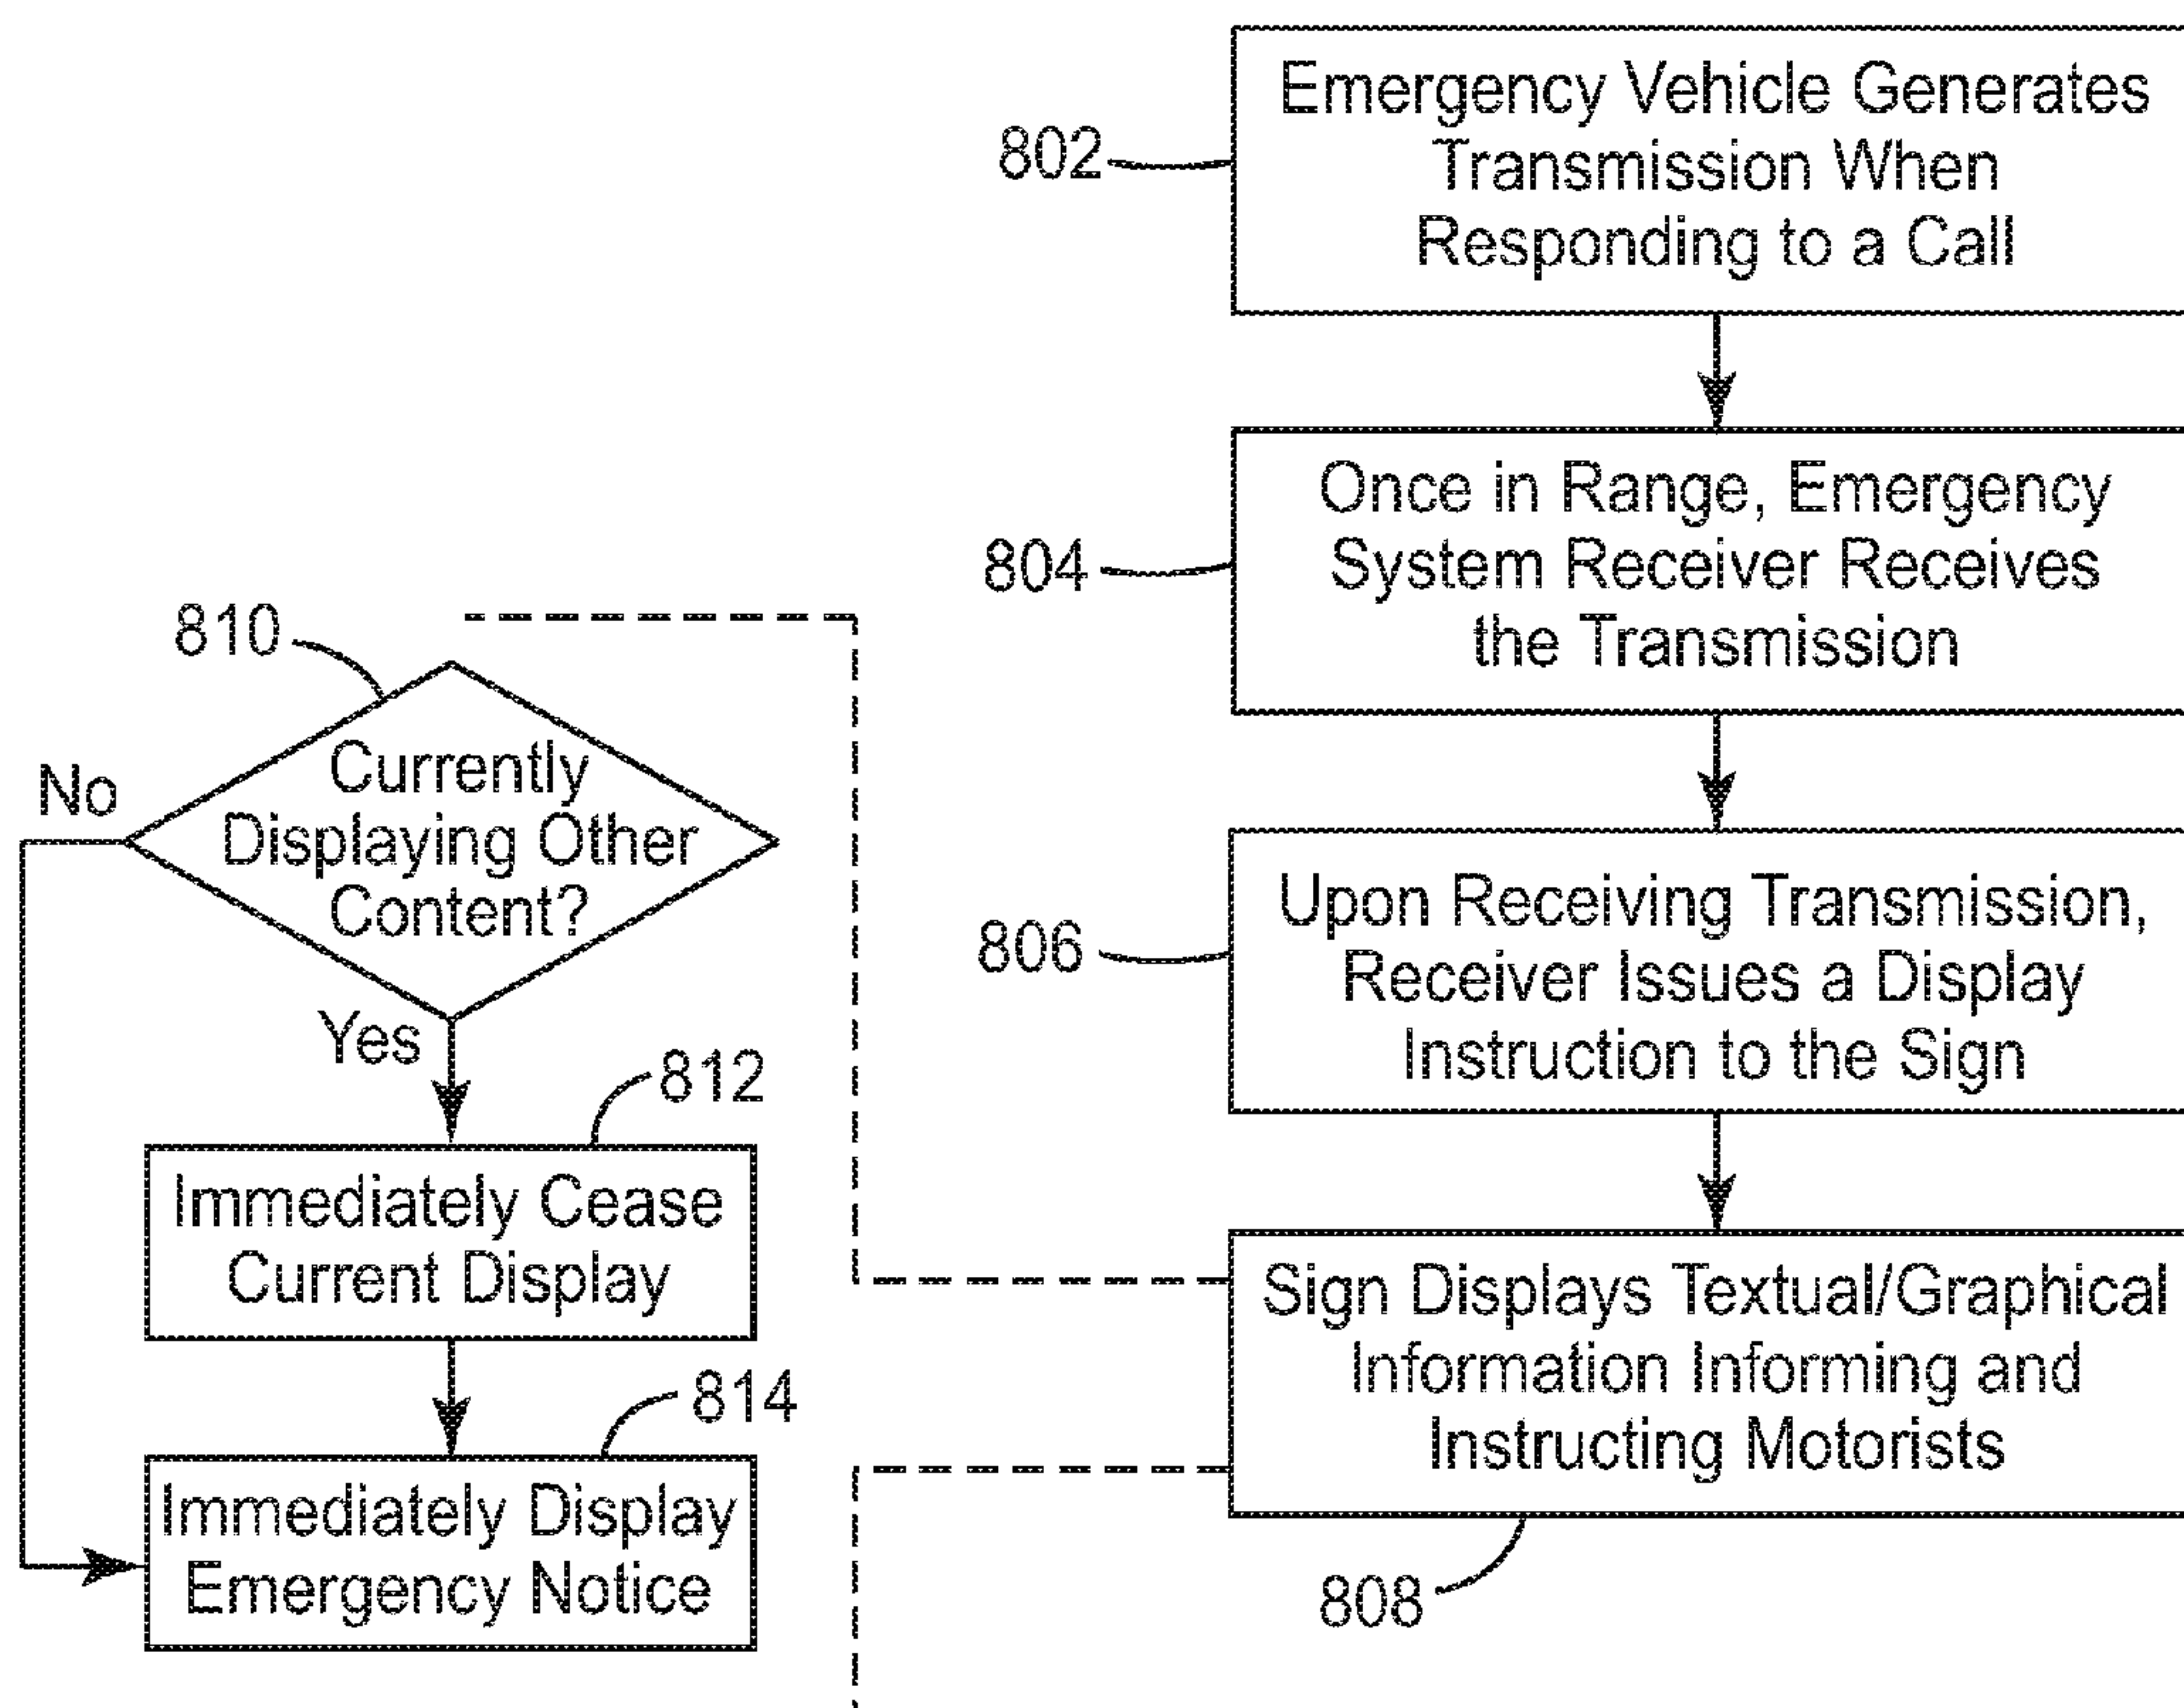 802
Emergency Vehicle Generates
Transmission When
Responding to a Call
804
Once in Range, Emergency
System Receiver Receives
the Transmission
806
Upon Receiving Transmission,
Receiver Issues a Display
Instruction to the Sign
Sign Displays Textual/Graphical
Information Informing and
Instructing Motorists
808
810
Currently
Displaying Other
Content?
No
Yes
812
Immediately Cease
Current Display
814
Immediately Display
Emergency Notice